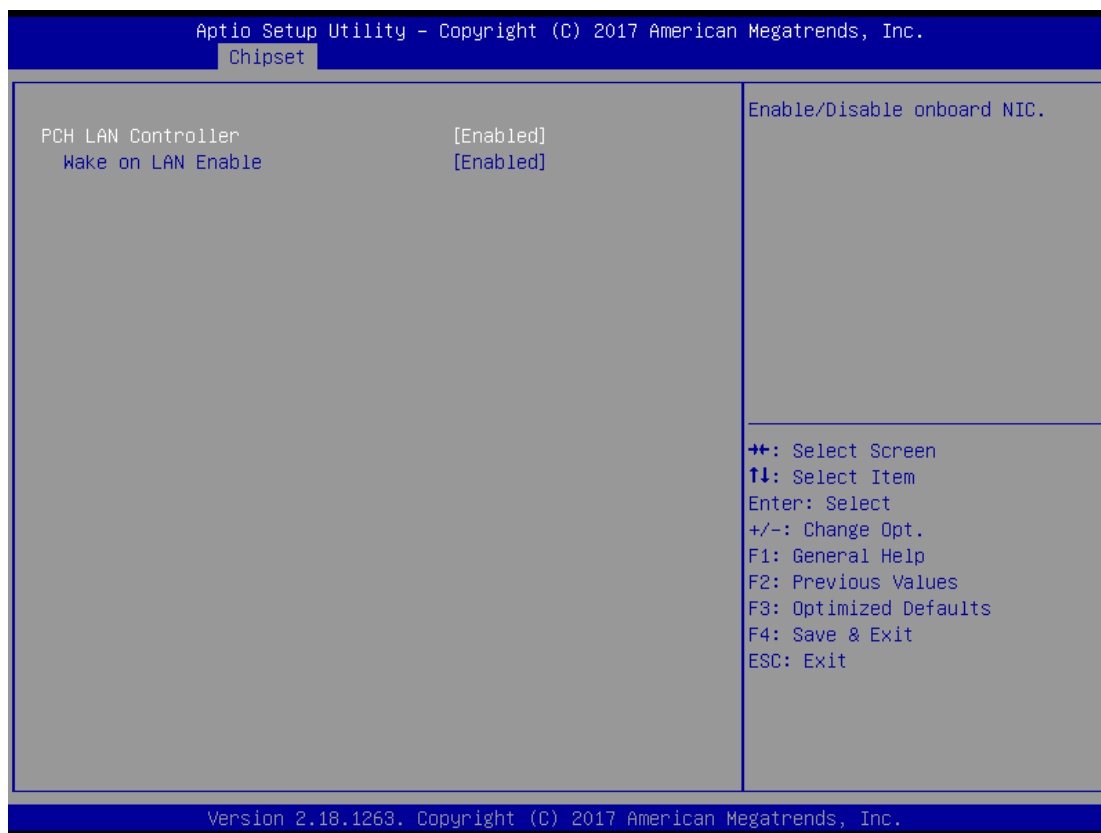 Aptio Setup Utility – Copyright (C) 2017 American Megatrends, Inc.
Chipset
PCH LAN Controller [Enabled]
Wake on LAN Enable [Enabled]
Enable/Disable onboard NIC.
→←: Select Screen
↑↓: Select Item
Enter: Select
+/-: Change Opt.
F1: General Help
F2: Previous Values
F3: Optimized Defaults
F4: Save & Exit
ESC: Exit
Version 2.18.1263. Copyright (C) 2017 American Megatrends, Inc.